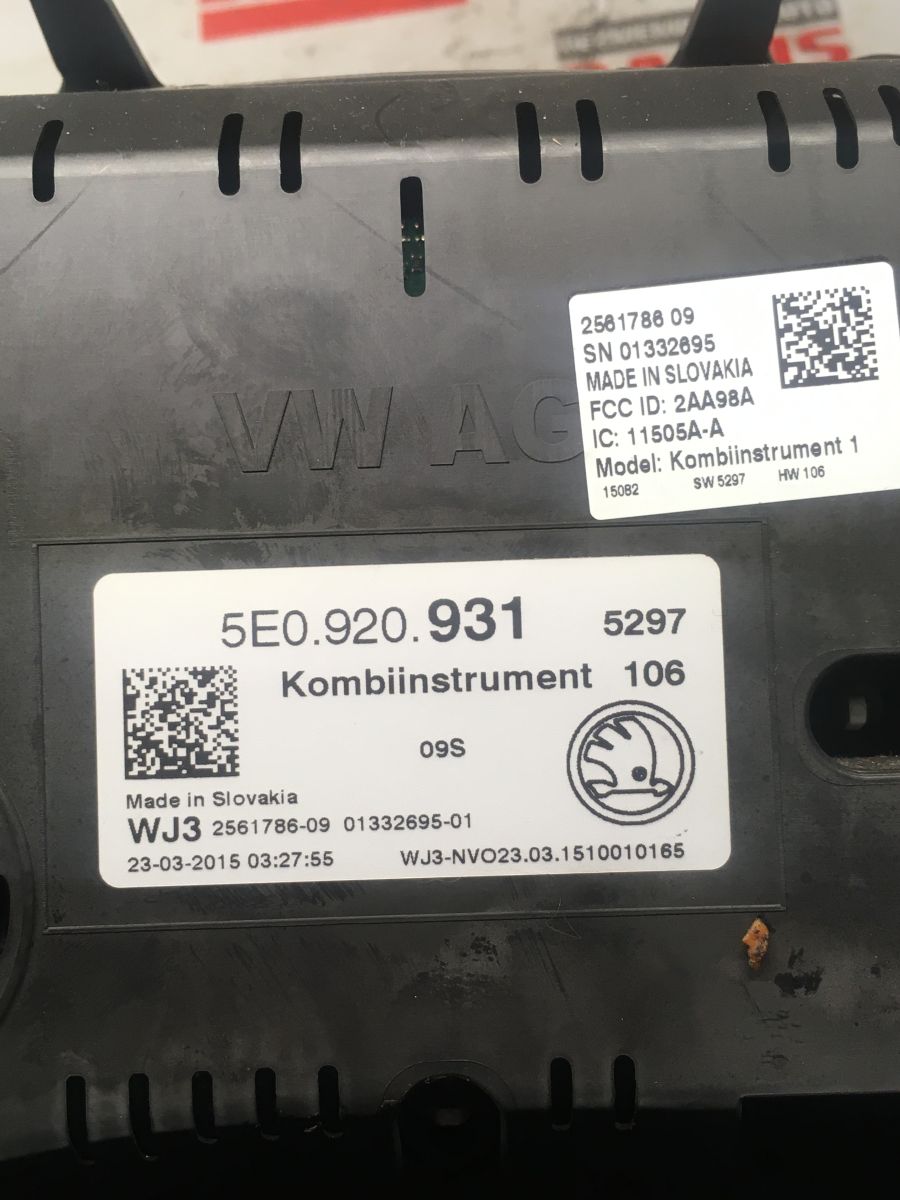 2561786 09
SN 01332695
MADE IN SLOVAKIA
FCC ID: 2AA98A
IC: 11505A-A
Model: Kombiinstrument 1
15082 SW 5297 HW 106
VW AG
5E0.920.931 5297
Kombiinstrument 106
09S
Made in Slovakia
WJ3 2561786-09 01332695-01
23-03-2015 03:27:55 WJ3-NVO23.03.1510010165